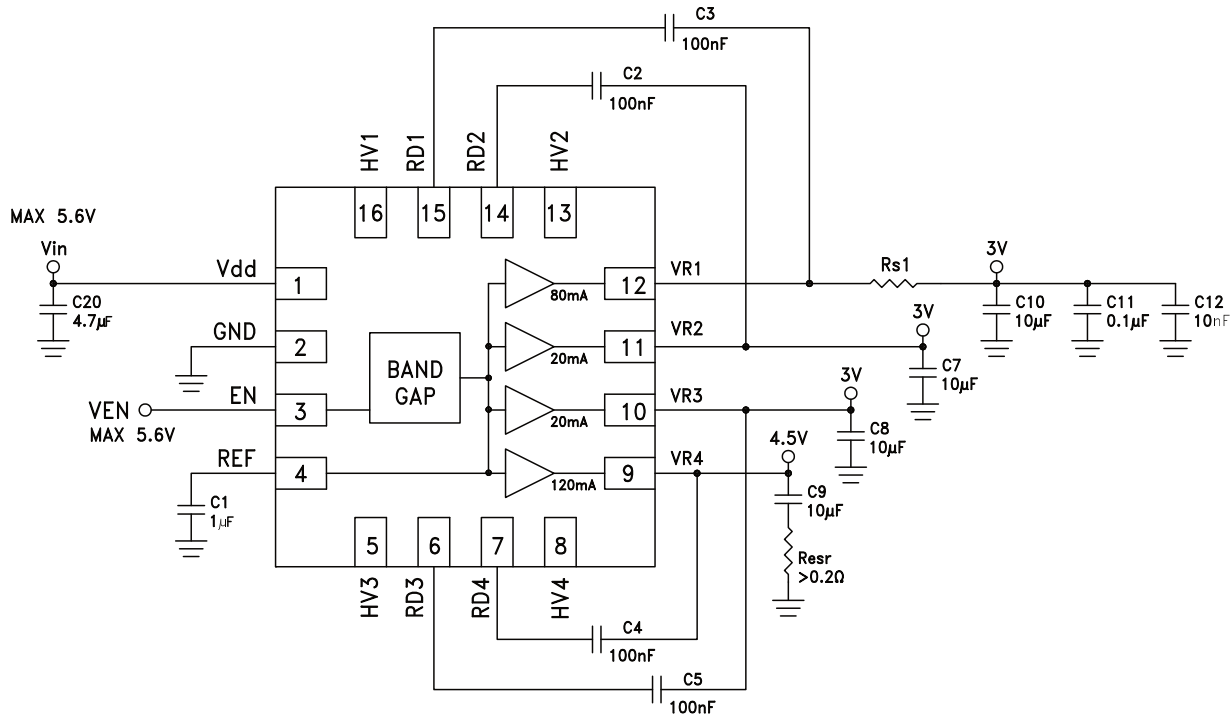 C3
100nF
C2
100nF
HV1
RD1
RD2
HV2
16
15
14
13
MAX 5.6V
Vin
Vdd
1
C20
4.7µF
GND
2
EN
3
VEN
MAX 5.6V
REF
4
C1
1µF
BAND
GAP
80mA
20mA
20mA
120mA
12
VR1
11
VR2
10
VR3
9
VR4
Rs1
3V
C10
10µF
C11
0.1µF
C12
10nF
3V
C7
10µF
3V
C8
10µF
4.5V
C9
10µF
Resr
>0.2Ω
5
6
7
8
HV3
RD3
RD4
HV4
C4
100nF
C5
100nF